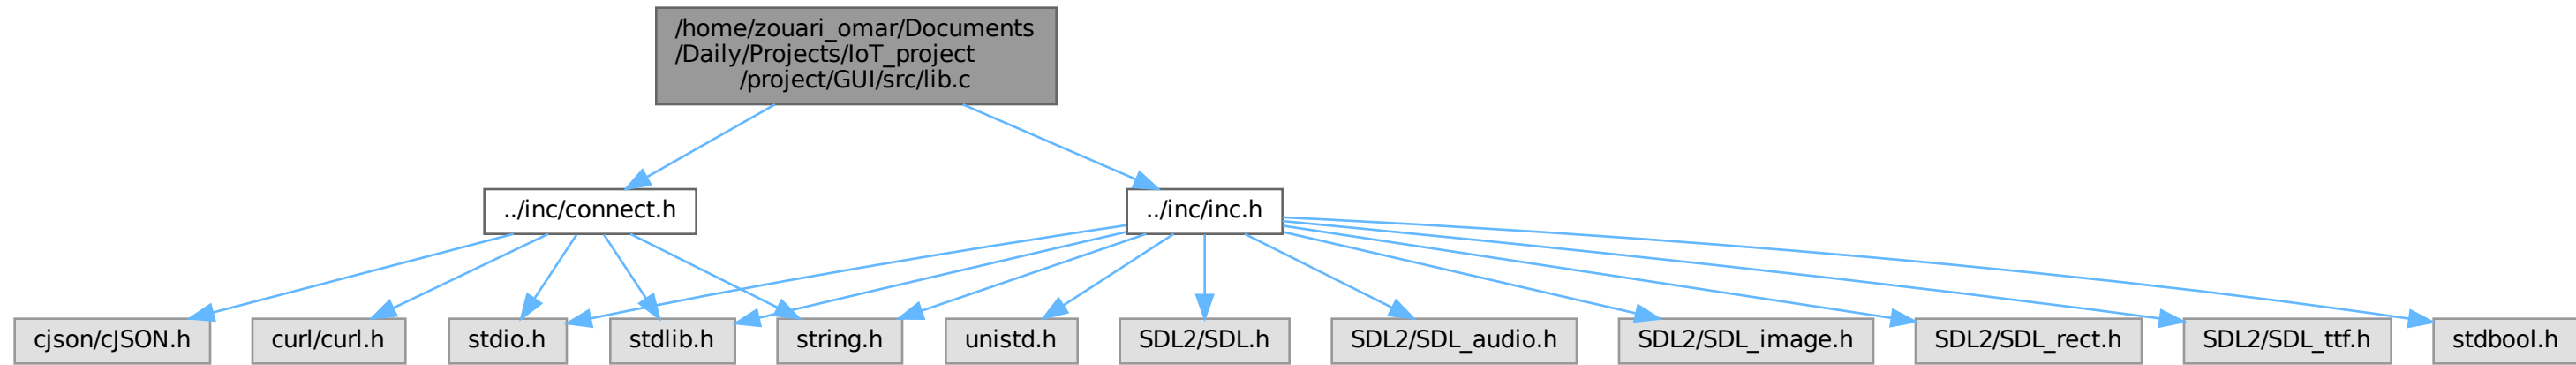 /home/zouari_omar/Documents
/Daily/Projects/IoT_project
/project/GUI/src/lib.c
../inc/connect.h
../inc/inc.h
cjson/cJSON.h
curl/curl.h
stdio.h
stdlib.h
string.h
unistd.h
SDL2/SDL.h
SDL2/SDL_audio.h
SDL2/SDL_image.h
SDL2/SDL_rect.h
SDL2/SDL_ttf.h
stdbool.h